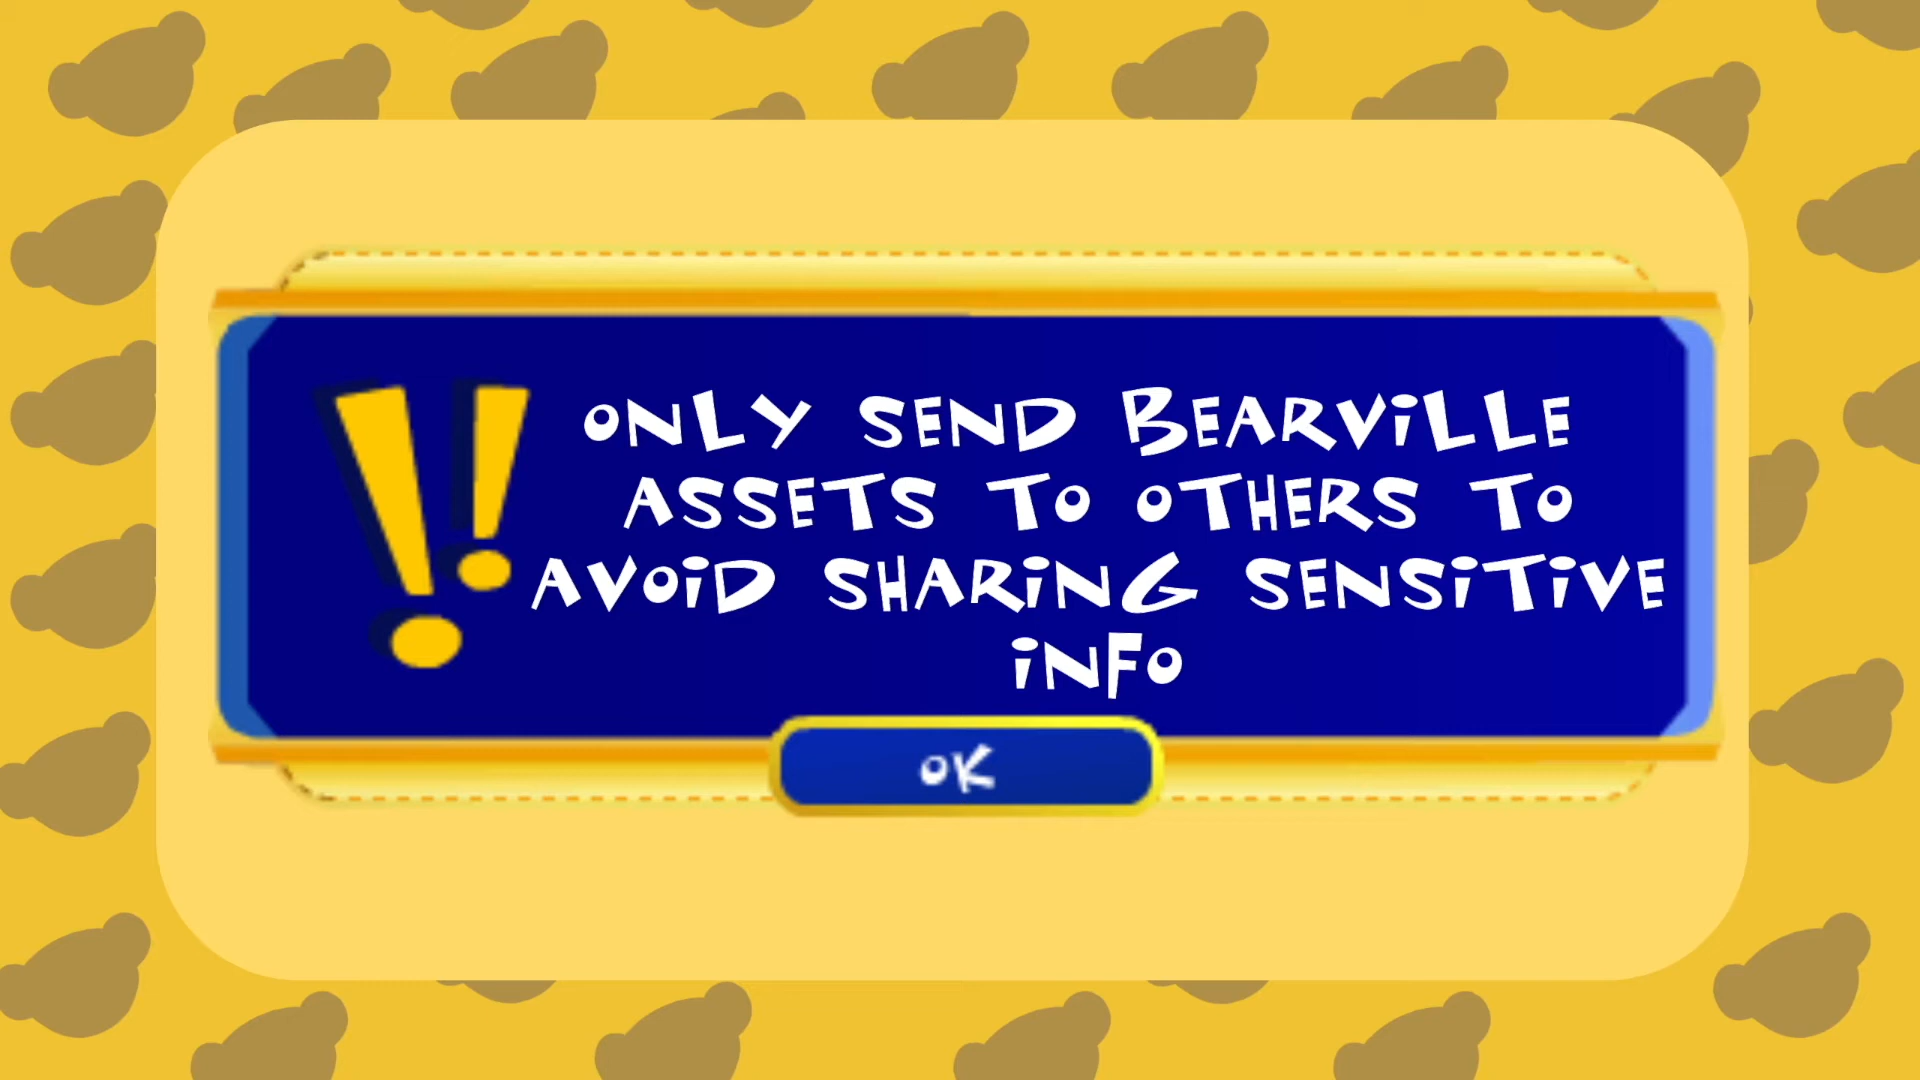 ONLY SEND BEARViLLE
ASSETS TO OTHERS TO
AVOiD SHARiNG SENSiTiVE
iNFO
OK